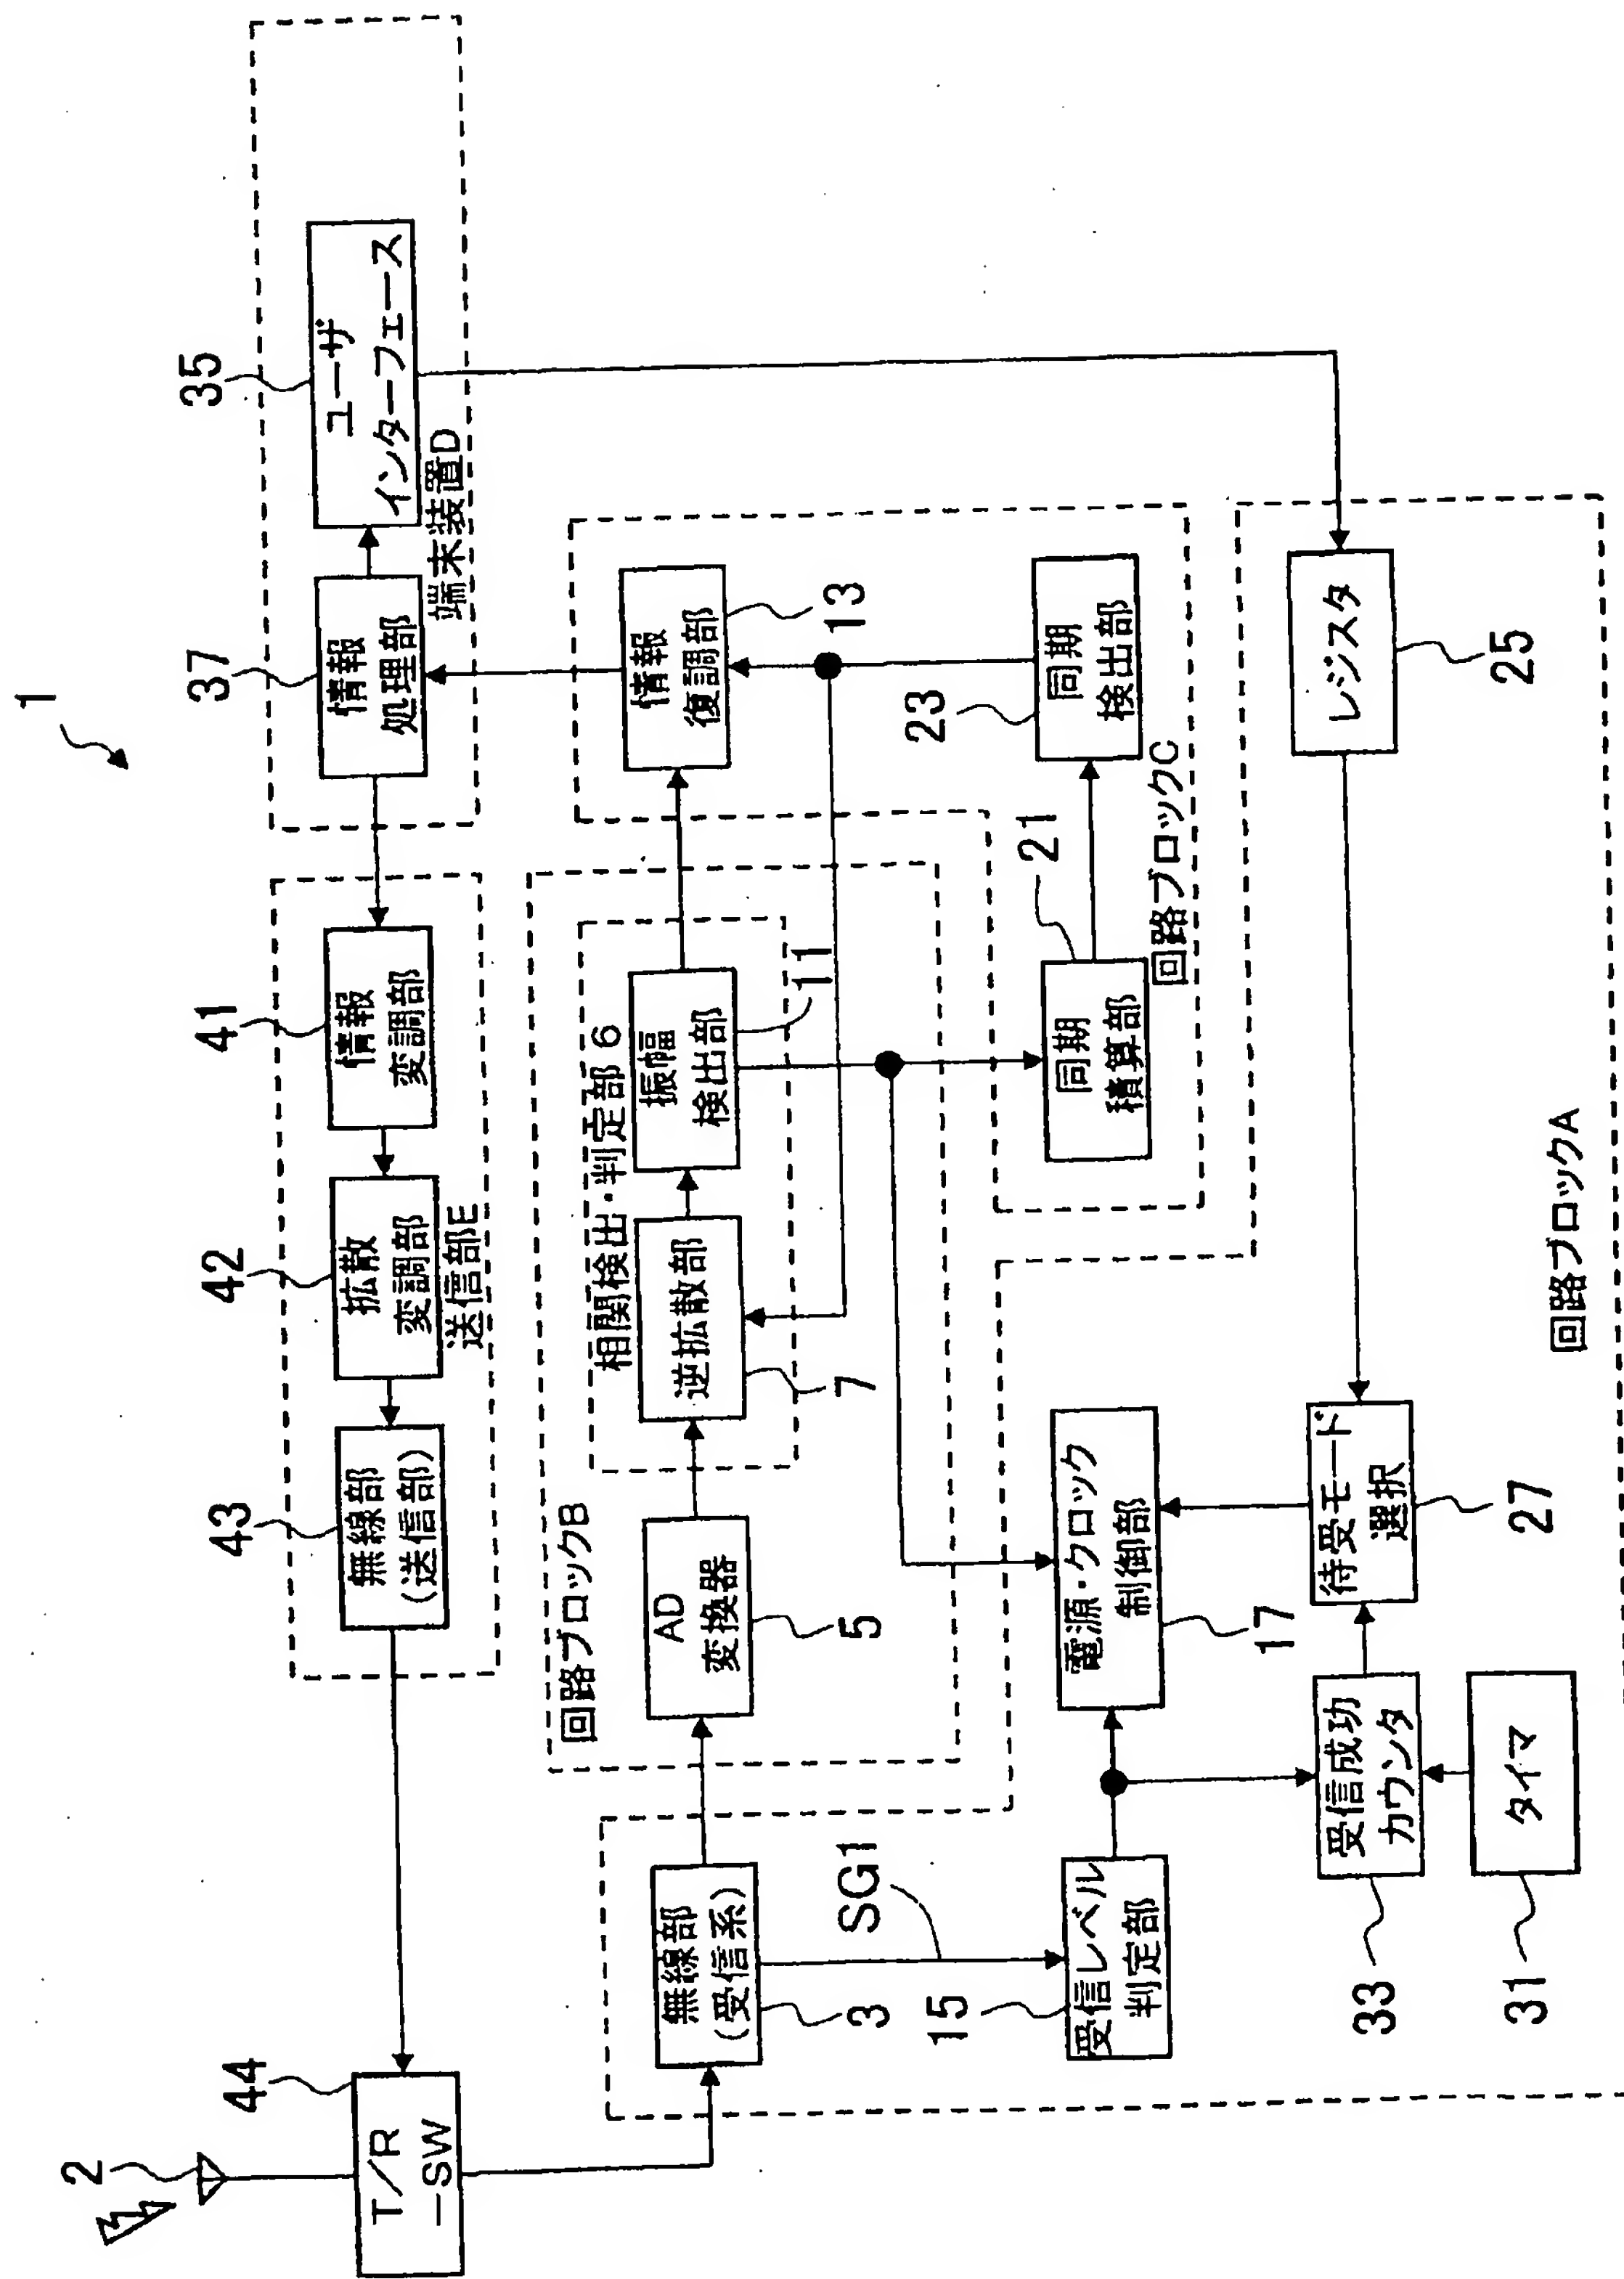 1
2
44
T/R
-SW
43
無線部
(送信部)
42
拡散
変調部
41
情報
変調部
送信部E
37
情報
処理部
35
ユーザ
インターフェース
端末装置D
回路ブロックB
相関検出・判定部6
無線部
(受信系)
3
AD
変換器
5
逆拡散部
7
振幅
検出部
11
情報
復調部
13
SG1
15
受信レベル
判定部
電源・クロック
制御部
17
同期
積算部
21
同期
検出部
23
回路ブロックC
33
受信成功
カウンタ
待受モード
選択
27
レジスタ
25
31
タイマ
回路ブロックA